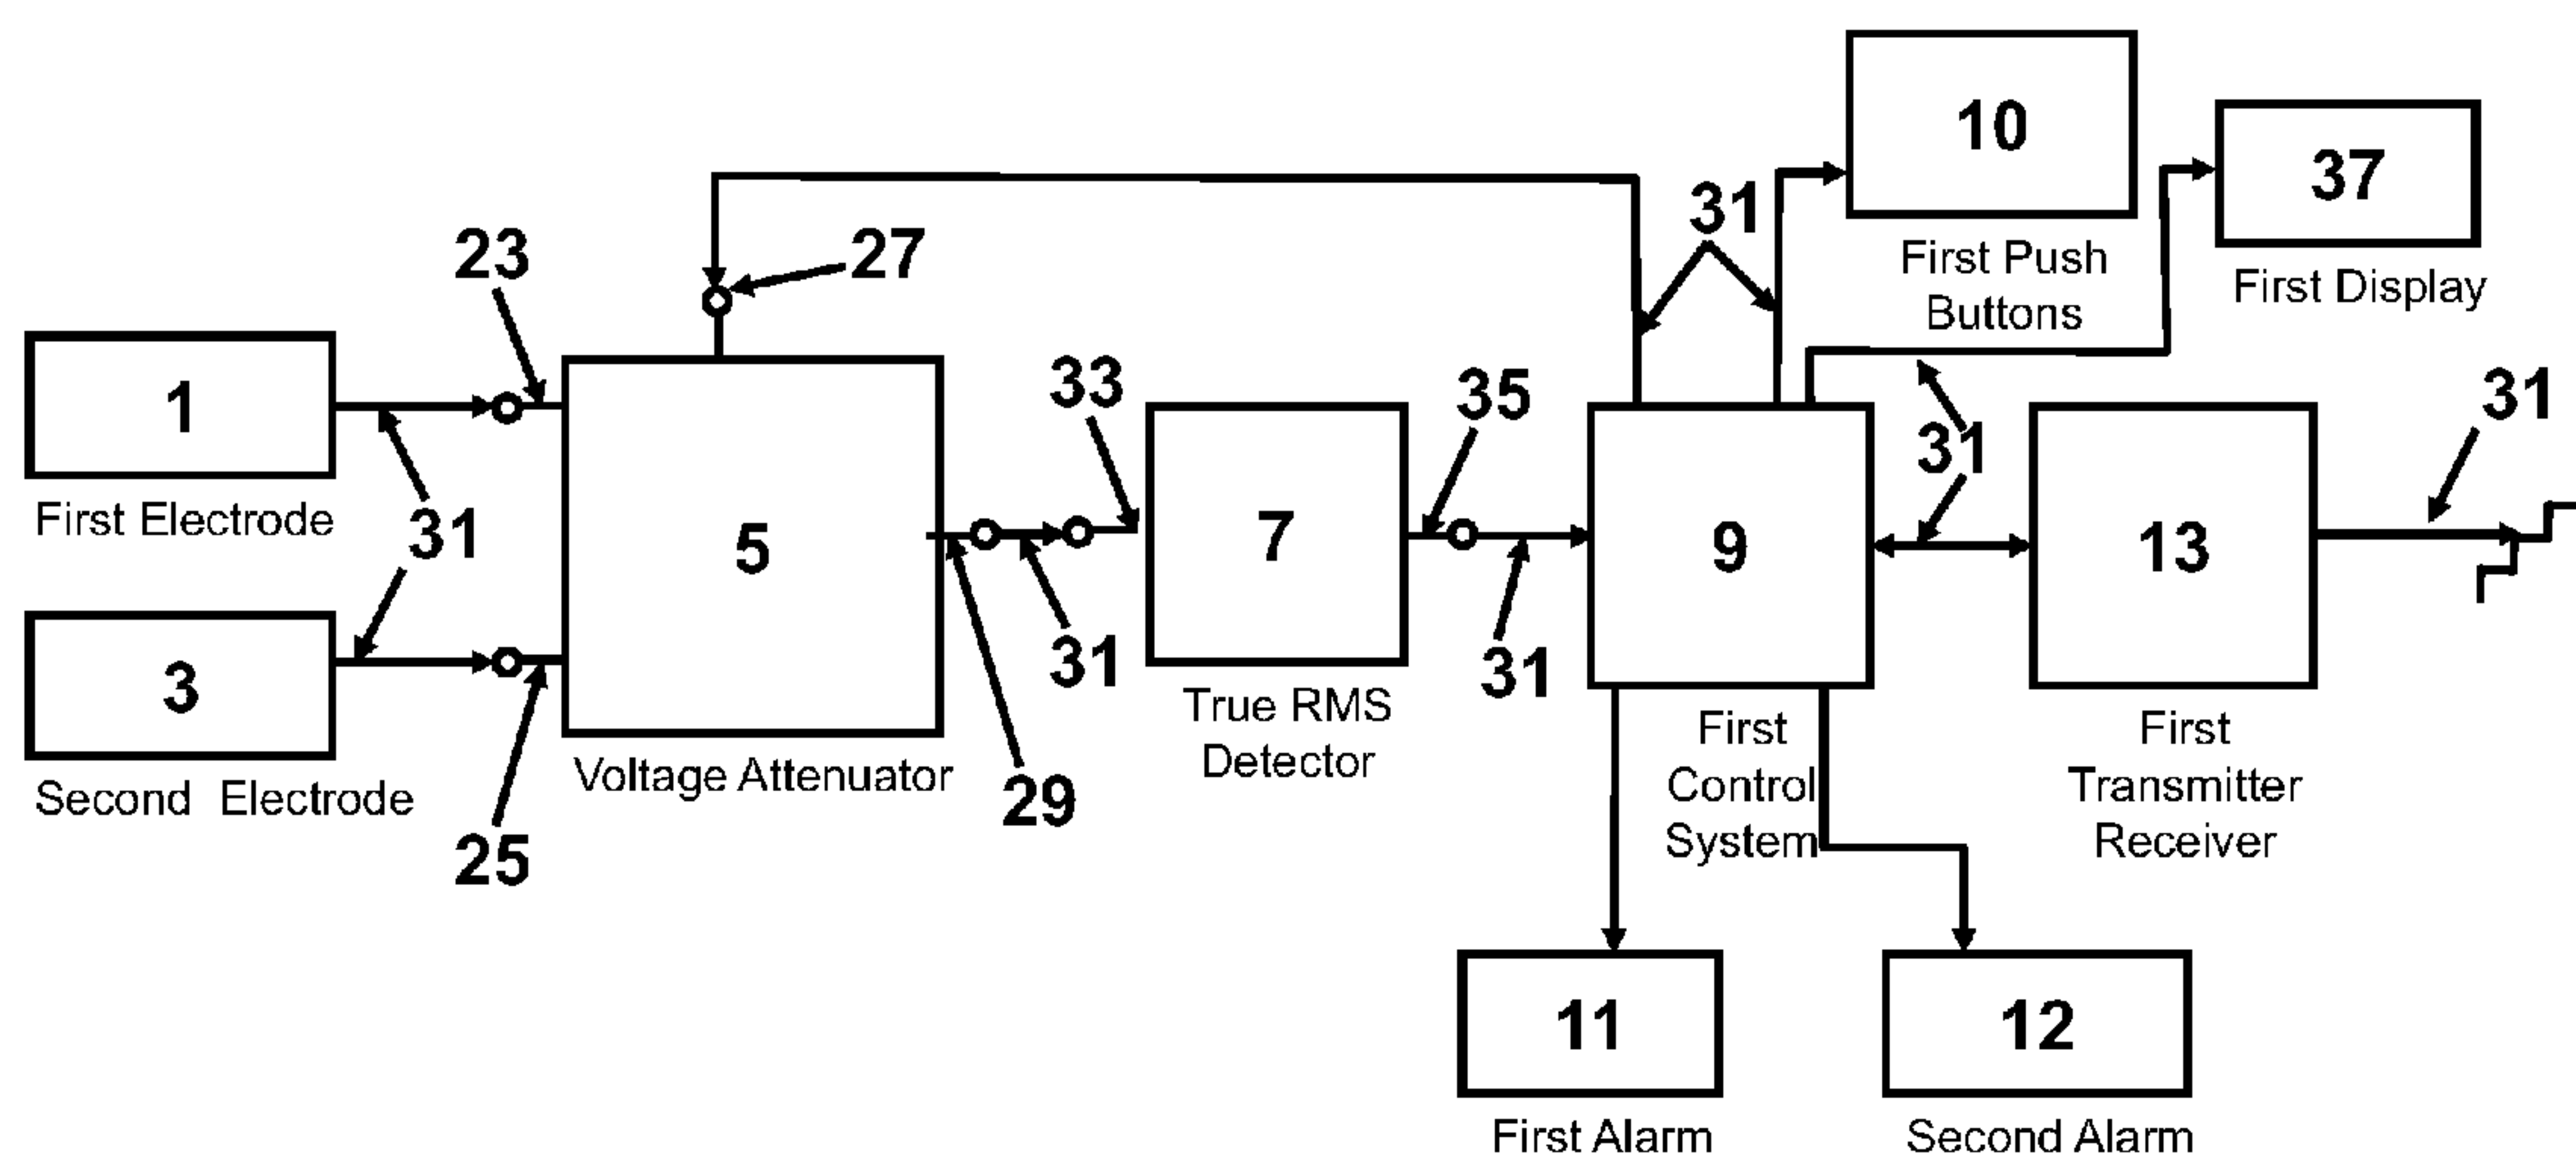 10
37
31
First Push
Buttons
First Display
23
27
1
First Electrode
31
3
Second Electrode
25
5
Voltage Attenuator
33
31
29
7
True RMS
Detector
35
31
9
First
Control
System
31
13
First
Transmitter
Receiver
31
11
First Alarm
12
Second Alarm